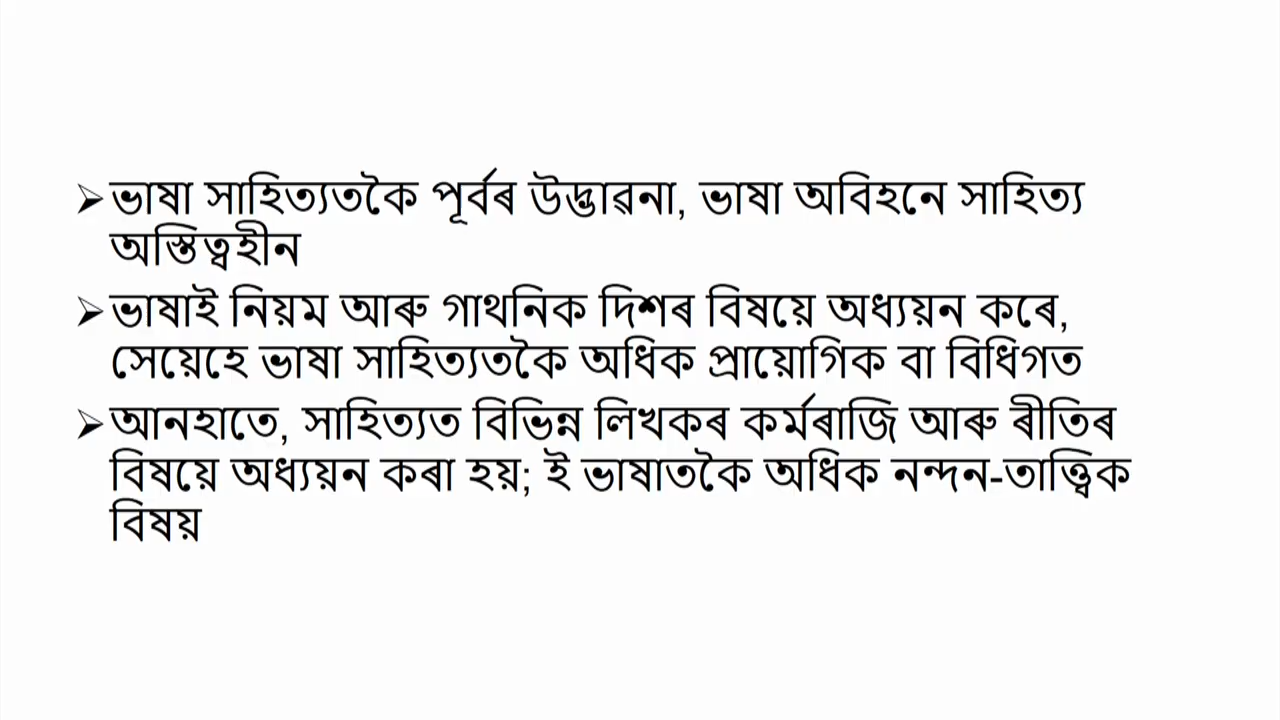 ➢ভাষা সাহিত্যতকৈ পূৰ্বৰ উদ্ভাৱনা, ভাষা অবিহনে সাহিত্য
অস্তিত্বহীন
➢ভাষাই নিয়ম আৰু গাথনিক দিশৰ বিষয়ে অধ্যয়ন কৰে,
সেয়েহে ভাষা সাহিত্যতকৈ অধিক প্ৰায়োগিক বা বিধিগত
➢আনহাতে, সাহিত্যত বিভিন্ন লিখকৰ কৰ্মৰাজি আৰু ৰীতিৰ
বিষয়ে অধ্যয়ন কৰা হয়; ই ভাষাতকৈ অধিক নন্দন-তাত্ত্বিক
বিষয়